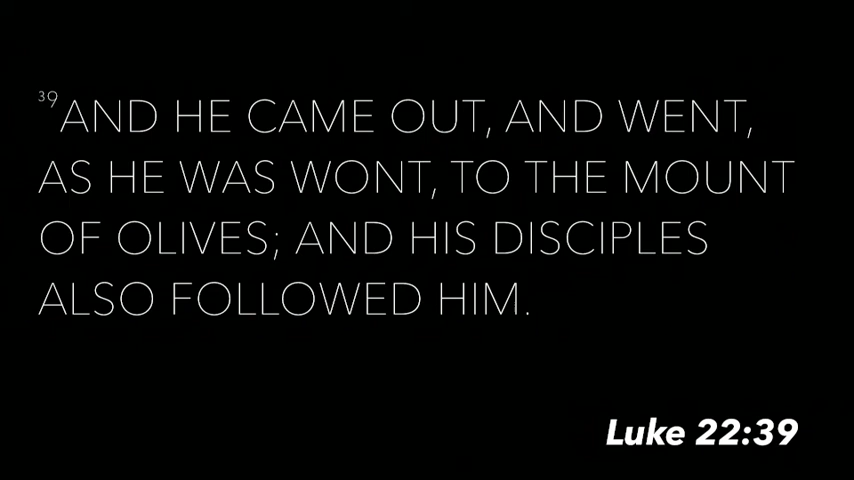 ³⁹AND HE CAME OUT, AND WENT,
AS HE WAS WONT, TO THE MOUNT
OF OLIVES; AND HIS DISCIPLES
ALSO FOLLOWED HIM.
Luke 22:39